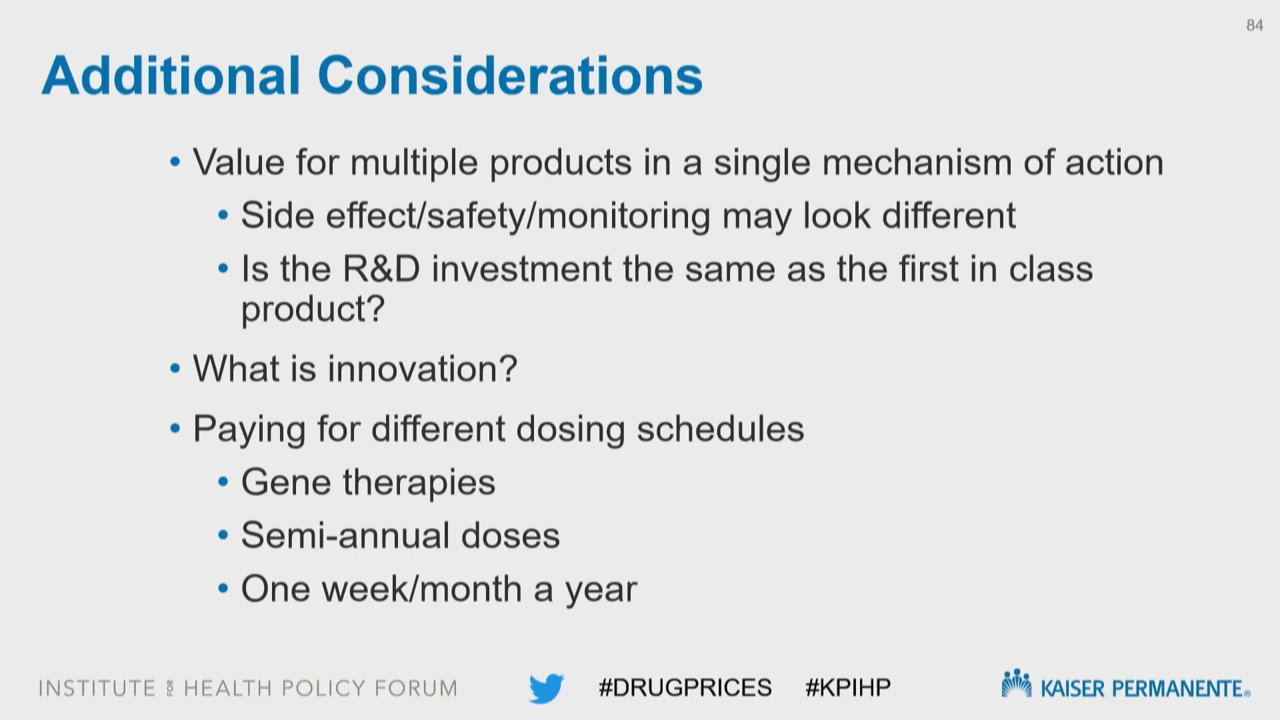 84
Additional Considerations
• Value for multiple products in a single mechanism of action
• Side effect/safety/monitoring may look different
• Is the R&D investment the same as the first in class
product?
• What is innovation?
• Paying for different dosing schedules
• Gene therapies
• Semi-annual doses
• One week/month a year
INSTITUTE FOR HEALTH POLICY FORUM
#DRUGPRICES #KPIHP
KAISER PERMANENTE®